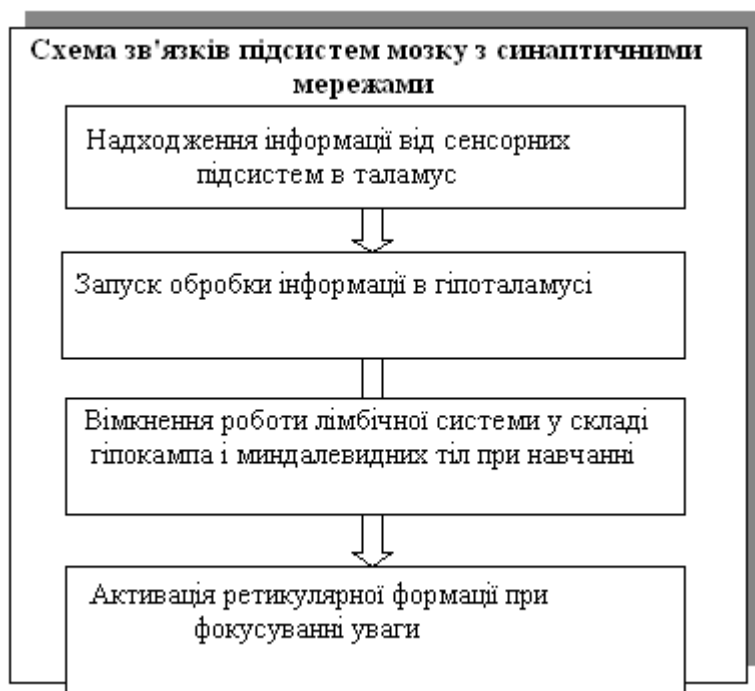 Схема зв'язків підсистем мозку з синаптичними
мережами
Надходження інформації від сенсорних
підсистем в таламус
Запуск обробки інформації в гіпоталамусі
Вімкнення роботи лімбічної системи у складі
гіпокампа і миндалевидних тіл при навчанні
Активація ретикулярної формації при
фокусуванні уваги